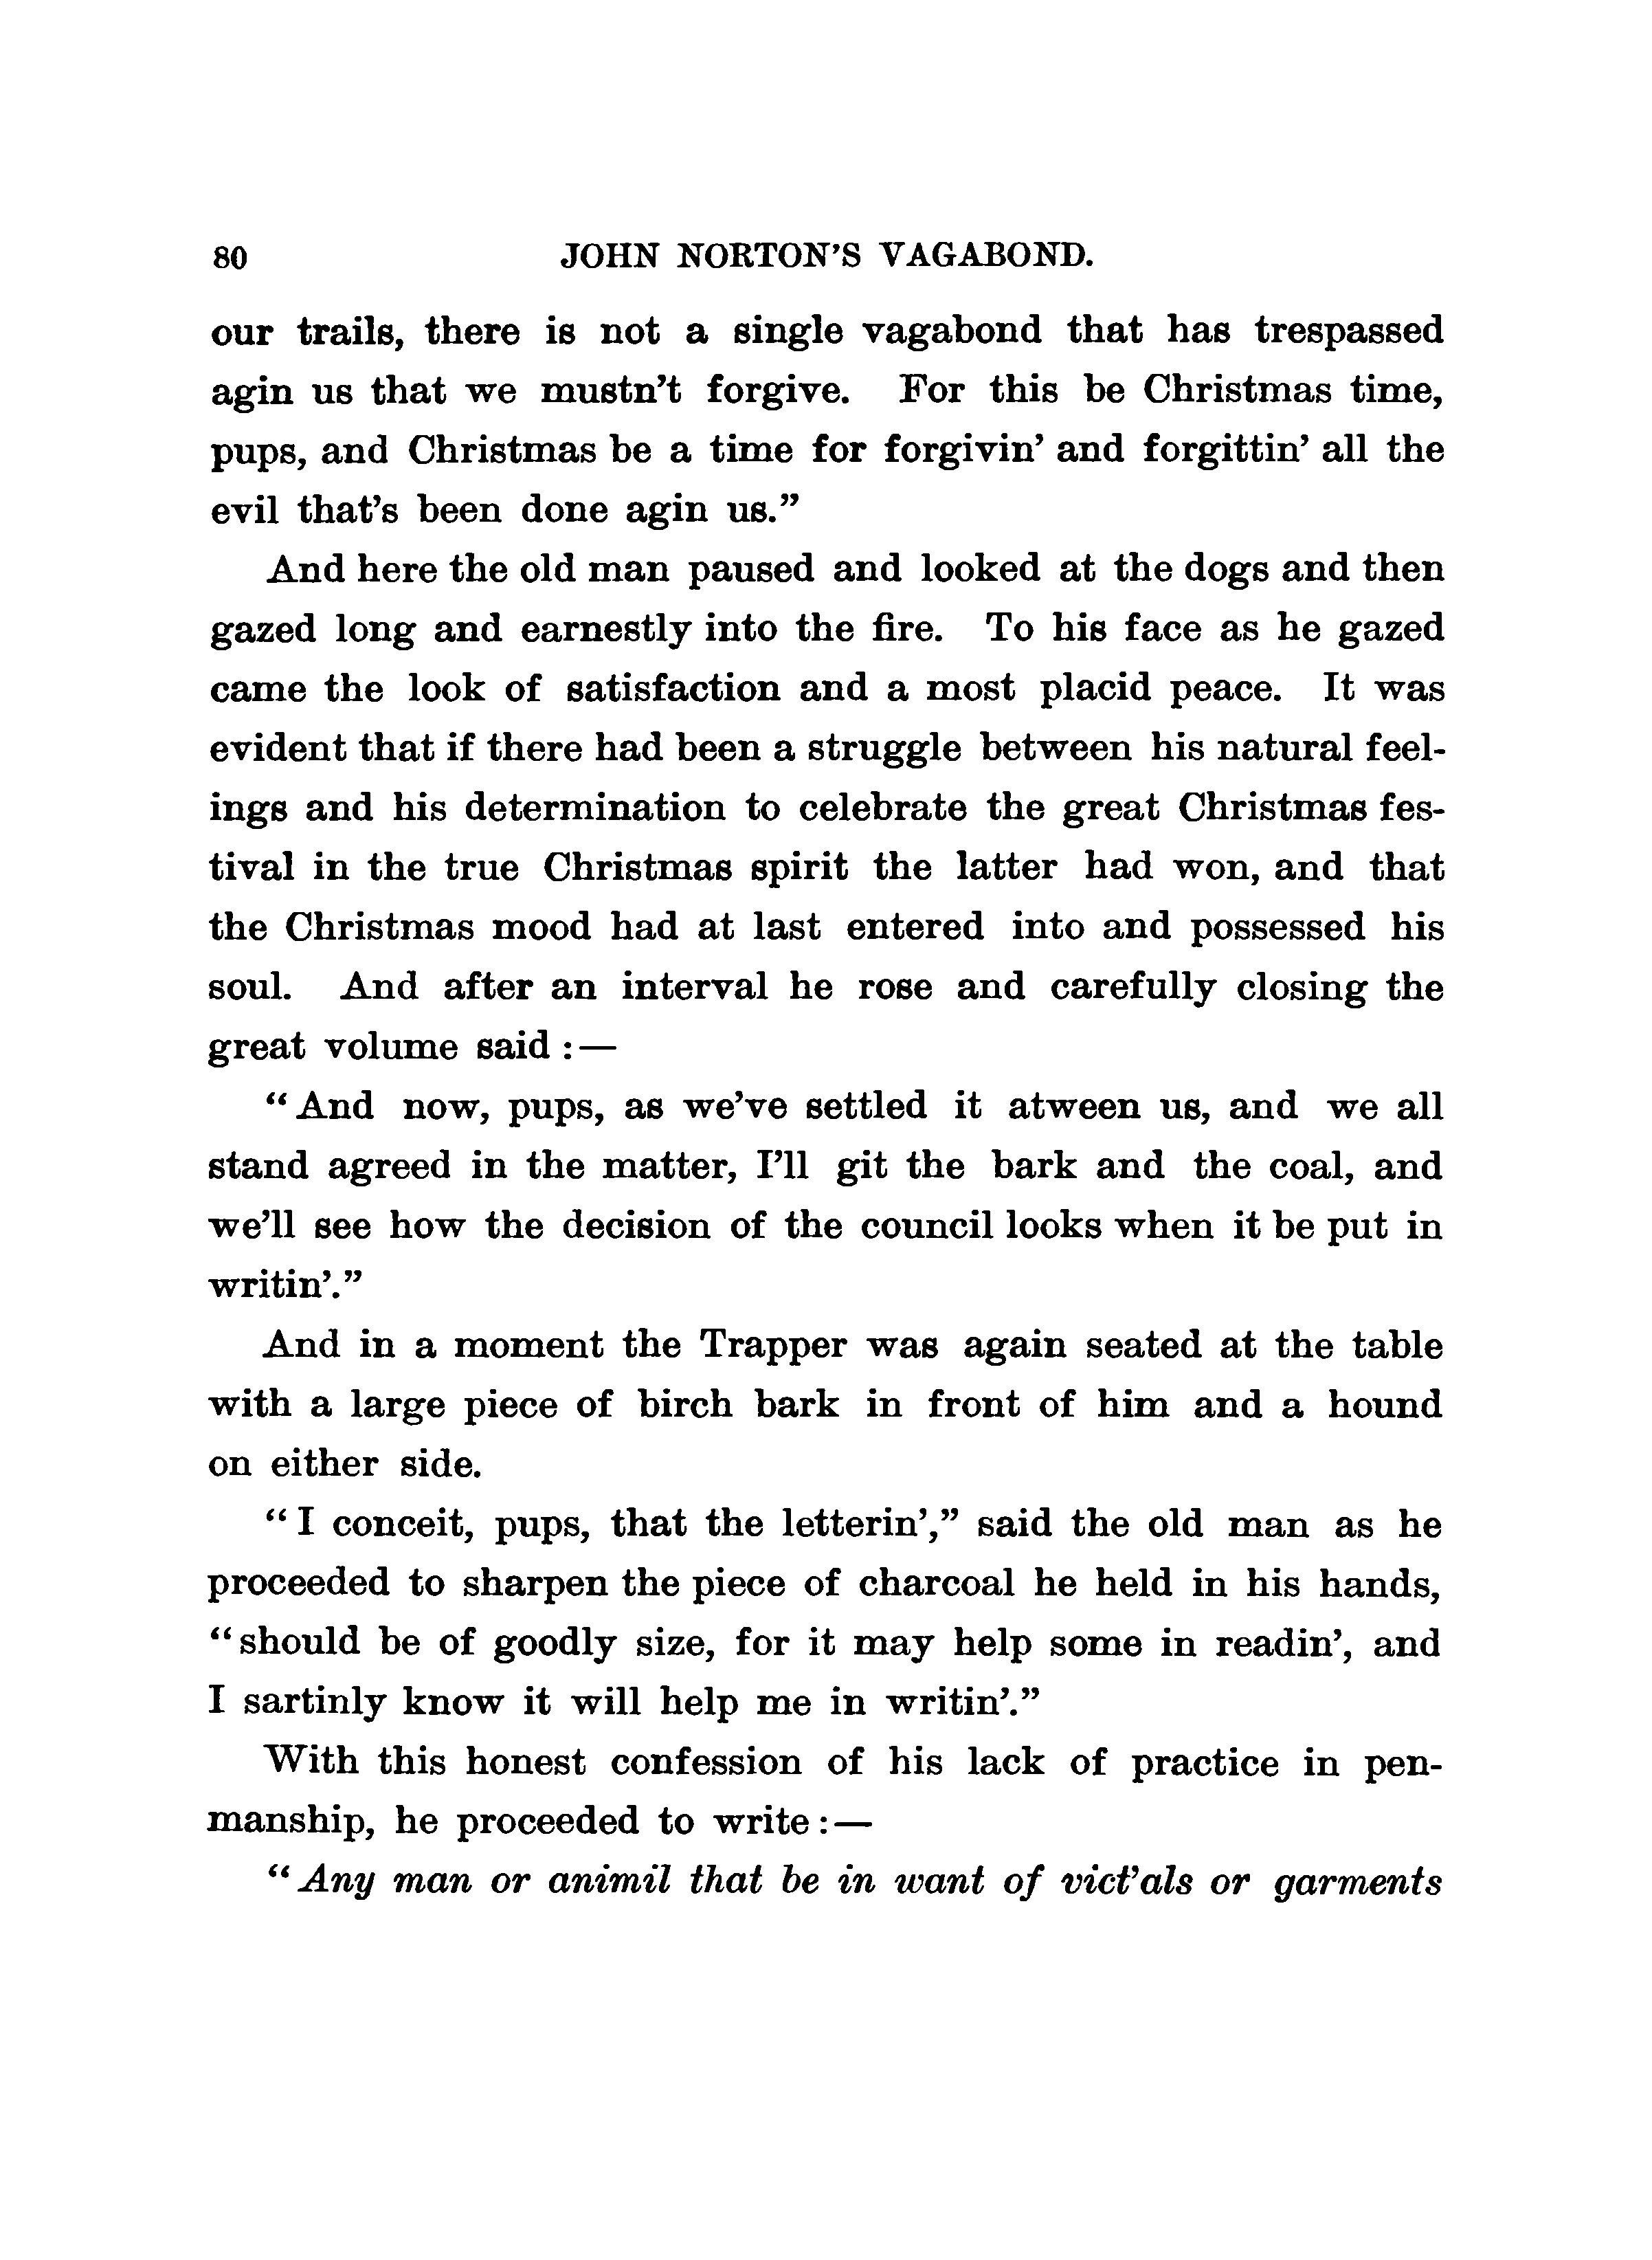 80 JOHN NORTON'S VAGABOND.
our trails, there is not a single vagabond that has trespassed
agin us that we mustn't forgive. For this be Christmas time,
pups, and Christmas be a time for forgivin' and forgittin' all the
evil that's been done agin us."
And here the old man paused and looked at the dogs and then
gazed long and earnestly into the fire. To his face as he gazed
came the look of satisfaction and a most placid peace. It was
evident that if there had been a struggle between his natural feel-
ings and his determination to celebrate the great Christmas fes-
tival in the true Christmas spirit the latter had won, and that
the Christmas mood had at last entered into and possessed his
soul. And after an interval he rose and carefully closing the
great volume said :—
"And now, pups, as we've settled it atween us, and we all
stand agreed in the matter, I'll git the bark and the coal, and
we'll see how the decision of the council looks when it be put in
writin'."
And in a moment the Trapper was again seated at the table
with a large piece of birch bark in front of him and a hound
on either side.
"I conceit, pups, that the letterin'," said the old man as he
proceeded to sharpen the piece of charcoal he held in his hands,
"should be of goodly size, for it may help some in readin', and
I sartinly know it will help me in writin'."
With this honest confession of his lack of practice in pen-
manship, he proceeded to write :—
"Any man or animil that be in want of vict'als or garments